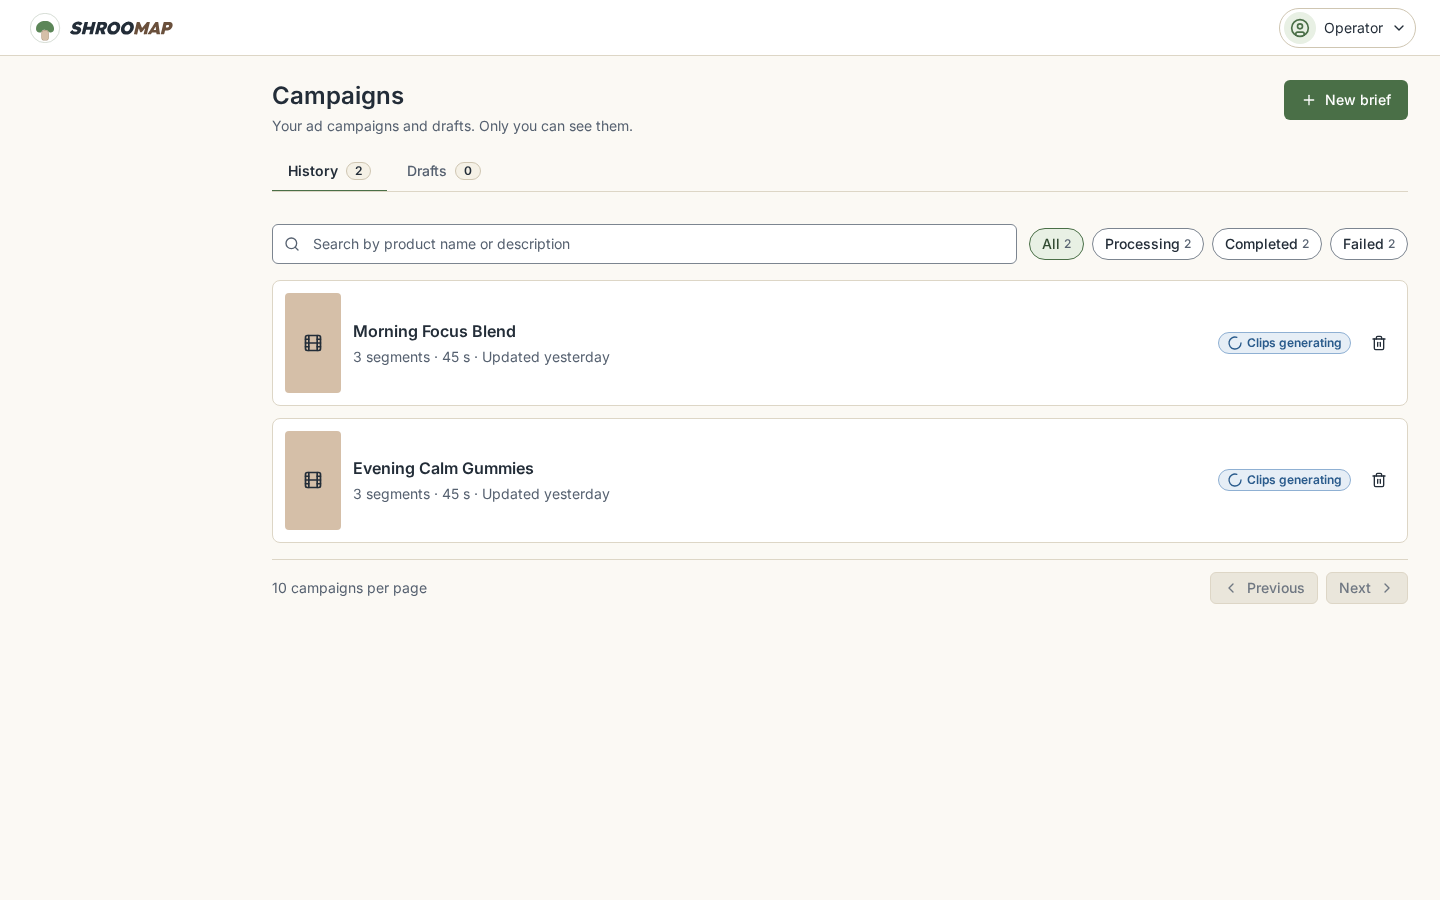 SHROOMAP
Operator
Campaigns
New brief
Your ad campaigns and drafts. Only you can see them.
History 2
Drafts 0
Search by product name or description
All 2
Processing 2
Completed 2
Failed 2
Morning Focus Blend
3 segments · 45 s · Updated yesterday
Clips generating
Evening Calm Gummies
3 segments · 45 s · Updated yesterday
Clips generating
10 campaigns per page
Previous
Next